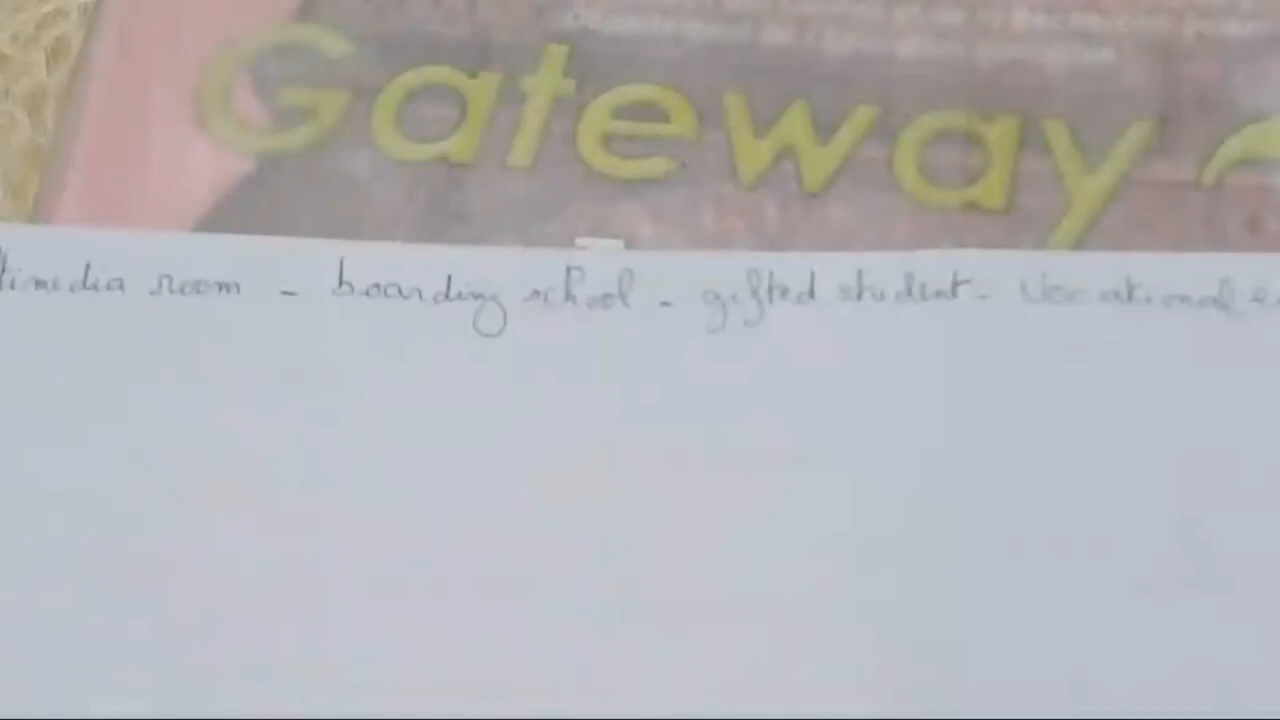 Gateway
timedia room - boarding school - gifted student - Vocational